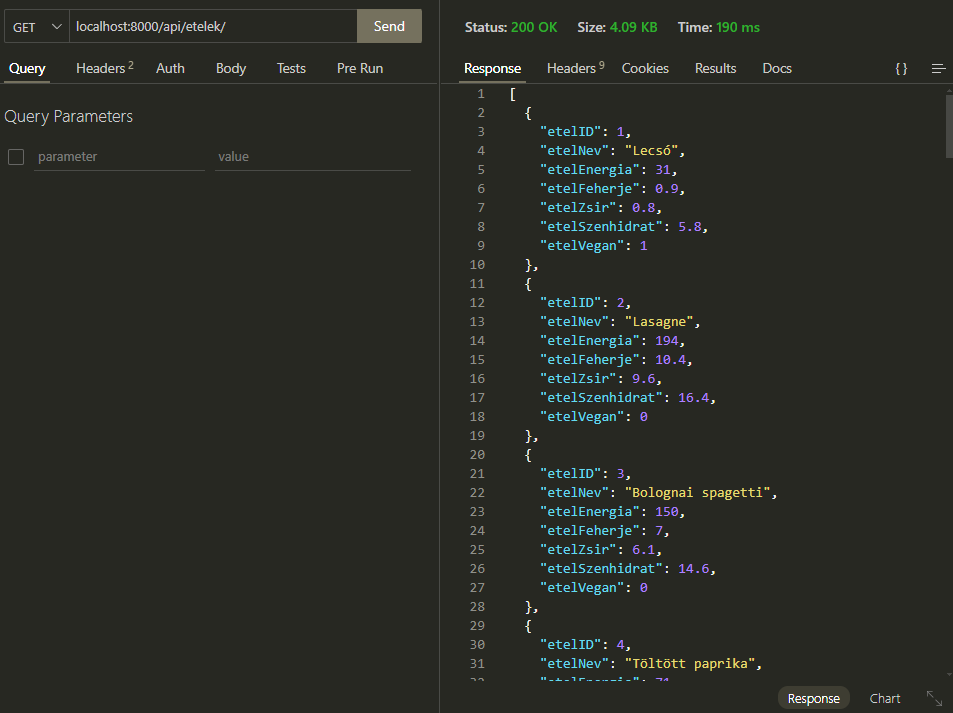 GET localhost:8000/api/etelek/ Send
Query Headers 2 Auth Body Tests Pre Run
Query Parameters
parameter value
Status: 200 OK Size: 4.09 KB Time: 190 ms
Response Headers 9 Cookies Results Docs { }
1 [
2 {
3 "etelID": 1,
4 "etelNev": "Lecsó",
5 "etelEnergia": 31,
6 "etelFeherje": 0.9,
7 "etelZsir": 0.8,
8 "etelSzenhidrat": 5.8,
9 "etelVegan": 1
10 },
11 {
12 "etelID": 2,
13 "etelNev": "Lasagne",
14 "etelEnergia": 194,
15 "etelFeherje": 10.4,
16 "etelZsir": 9.6,
17 "etelSzenhidrat": 16.4,
18 "etelVegan": 0
19 },
20 {
21 "etelID": 3,
22 "etelNev": "Bolognai spagetti",
23 "etelEnergia": 150,
24 "etelFeherje": 7,
25 "etelZsir": 6.1,
26 "etelSzenhidrat": 14.6,
27 "etelVegan": 0
28 },
29 {
30 "etelID": 4,
31 "etelNev": "Töltött paprika",
32 "etelEnergia": 71
Response Chart